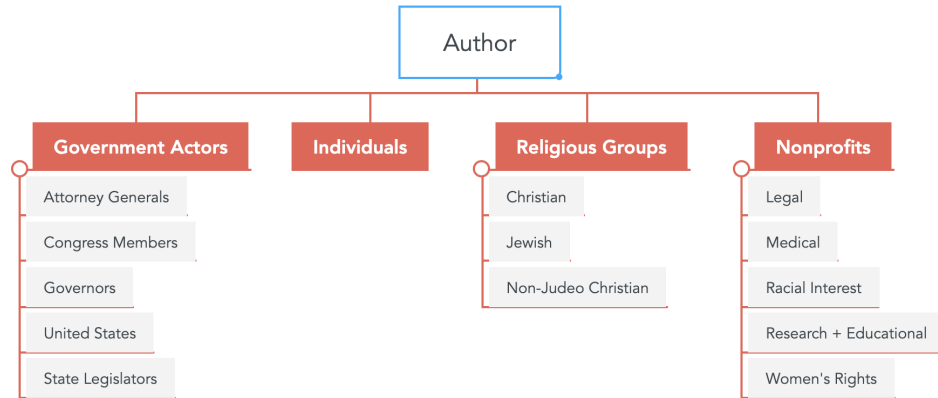 Author
Government Actors
Attorney Generals
Congress Members
Governors
United States
State Legislators
Individuals
Religious Groups
Christian
Jewish
Non-Judeo Christian
Nonprofits
Legal
Medical
Racial Interest
Research + Educational
Women's Rights